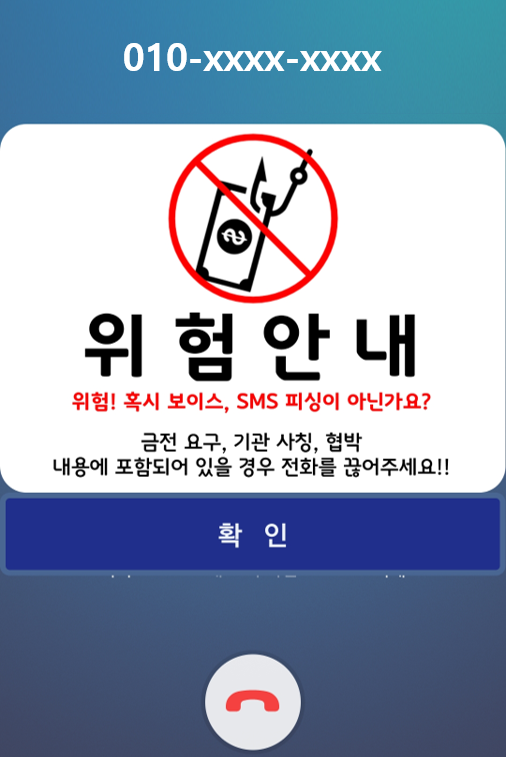 010-xxxx-xxxx
위험안내
위험! 혹시 보이스, SMS 피싱이 아닌가요?
금전 요구, 기관 사칭, 협박
내용에 포함되어 있을 경우 전화를 끊어주세요!!
확 인